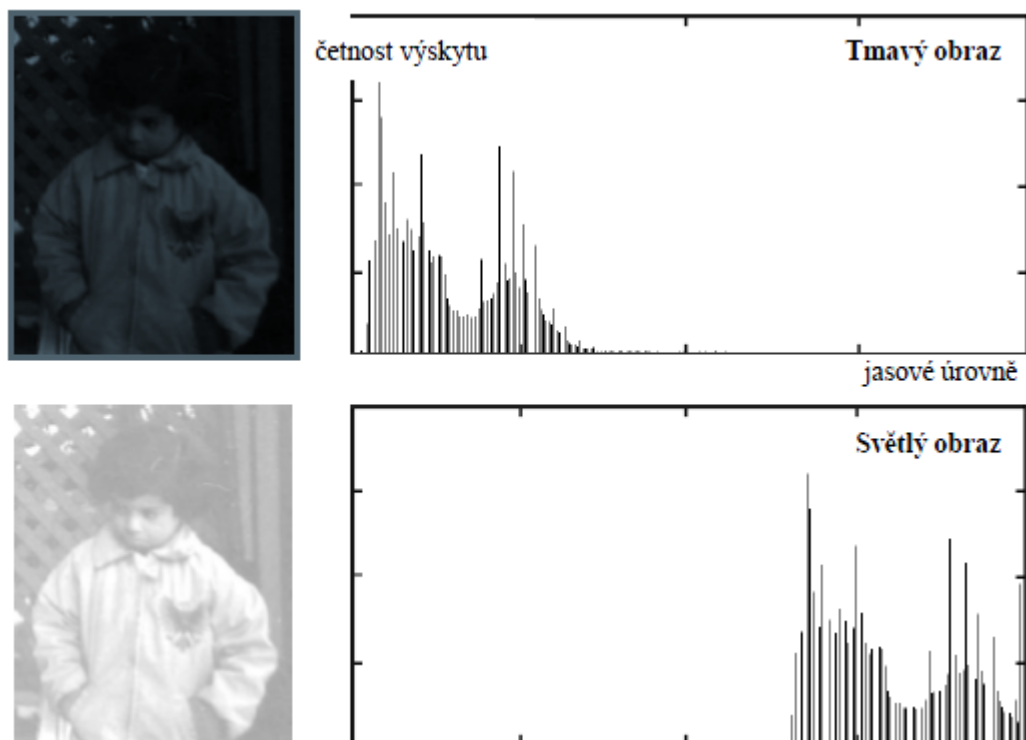 četnost výskytu
Tmavý obraz
jasové úrovně
Světlý obraz